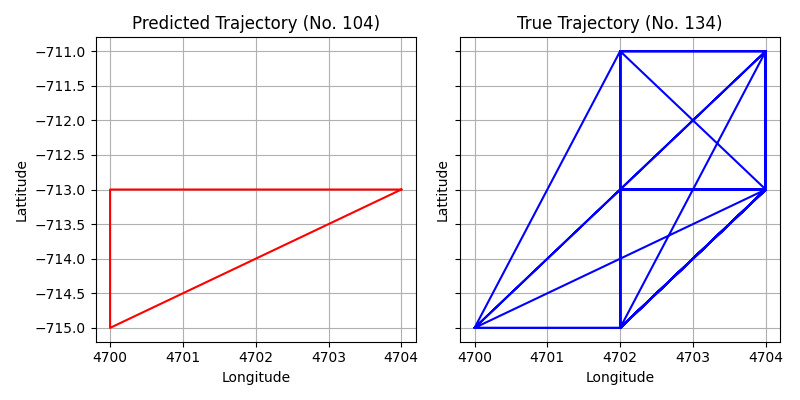 Predicted Trajectory (No. 104)
Lattitude
−711.0
−711.5
−712.0
−712.5
−713.0
−713.5
−714.0
−714.5
−715.0
4700 4701 4702 4703 4704
Longitude
True Trajectory (No. 134)
Lattitude
4700 4701 4702 4703 4704
Longitude